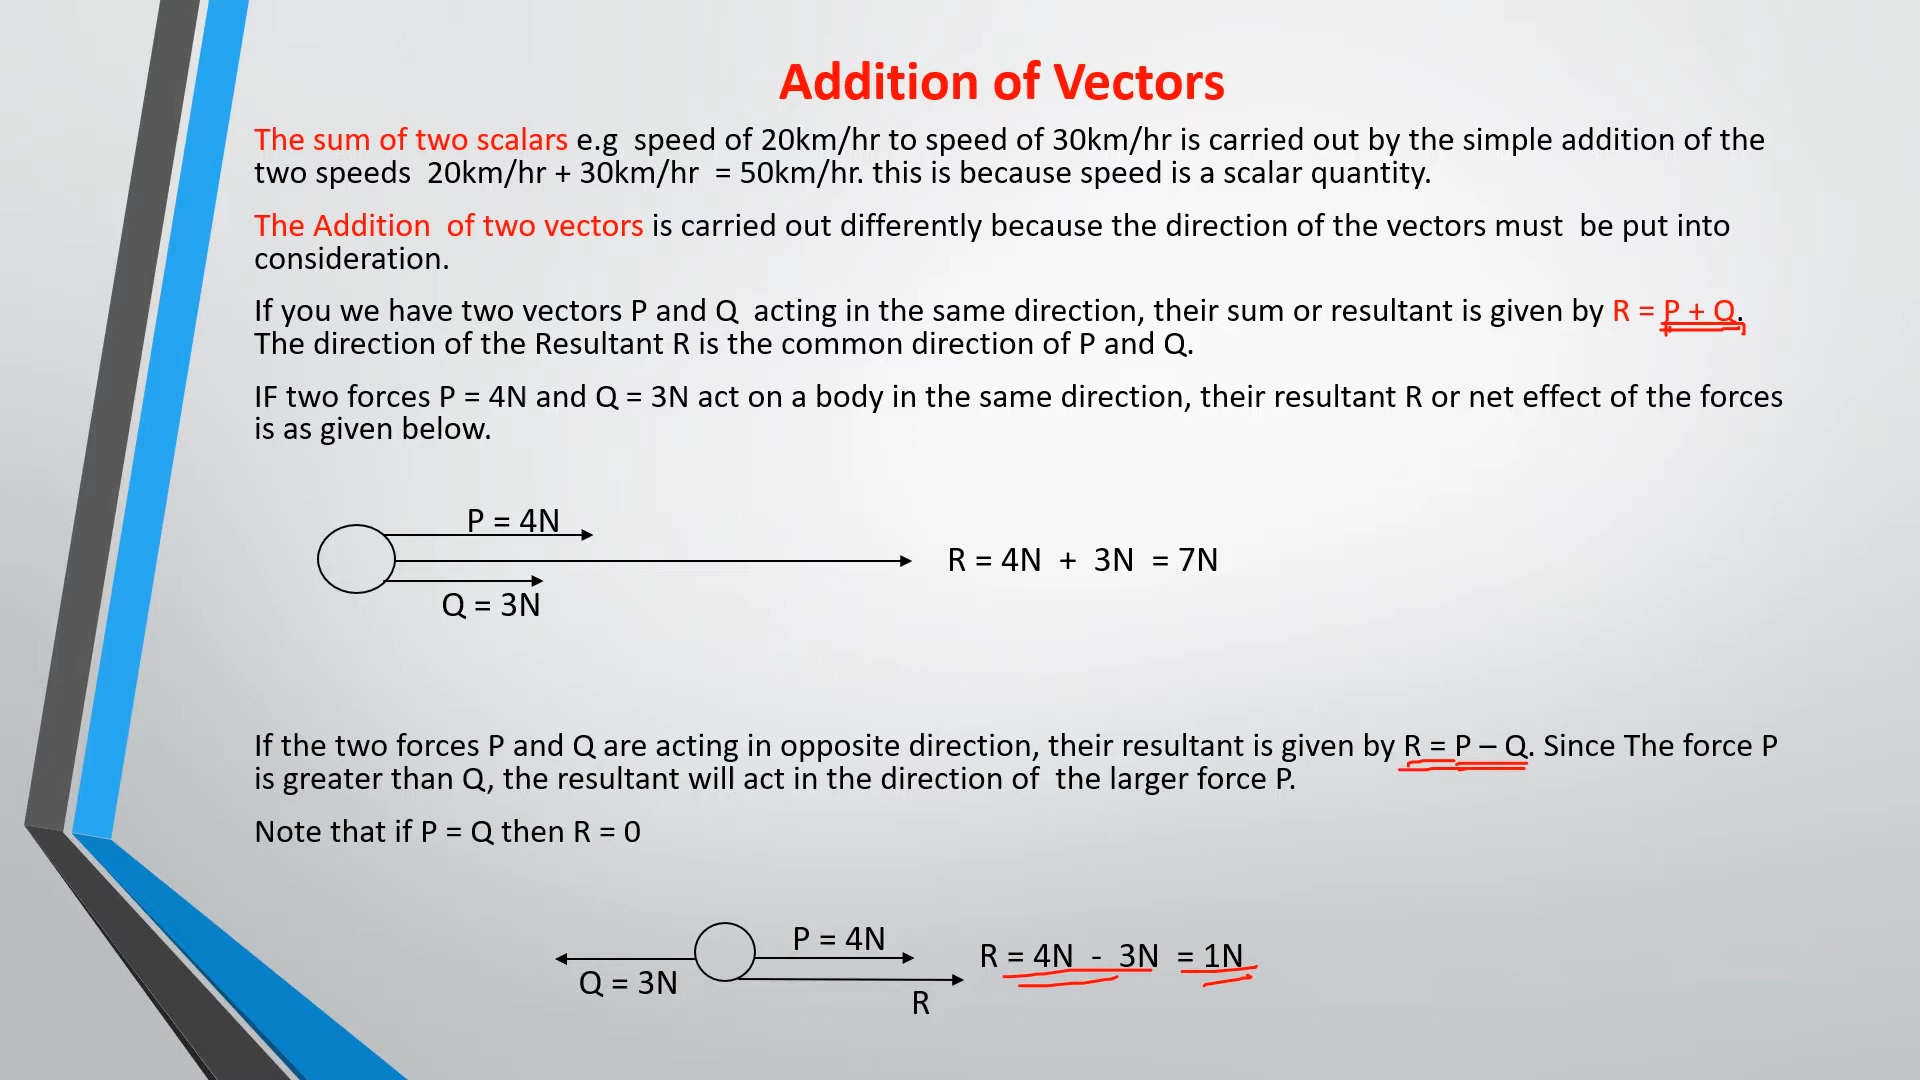 Addition of Vectors
The sum of two scalars e.g speed of 20km/hr to speed of 30km/hr is carried out by the simple addition of the
two speeds 20km/hr + 30km/hr = 50km/hr. this is because speed is a scalar quantity.
The Addition of two vectors is carried out differently because the direction of the vectors must be put into
consideration.
If you we have two vectors P and Q acting in the same direction, their sum or resultant is given by R = P + Q.
The direction of the Resultant R is the common direction of P and Q.
IF two forces P = 4N and Q = 3N act on a body in the same direction, their resultant R or net effect of the forces
is as given below.
P = 4N
R = 4N + 3N = 7N
Q = 3N
If the two forces P and Q are acting in opposite direction, their resultant is given by R = P – Q. Since The force P
is greater than Q, the resultant will act in the direction of the larger force P.
Note that if P = Q then R = 0
P = 4N
R = 4N - 3N = 1N
Q = 3N
R